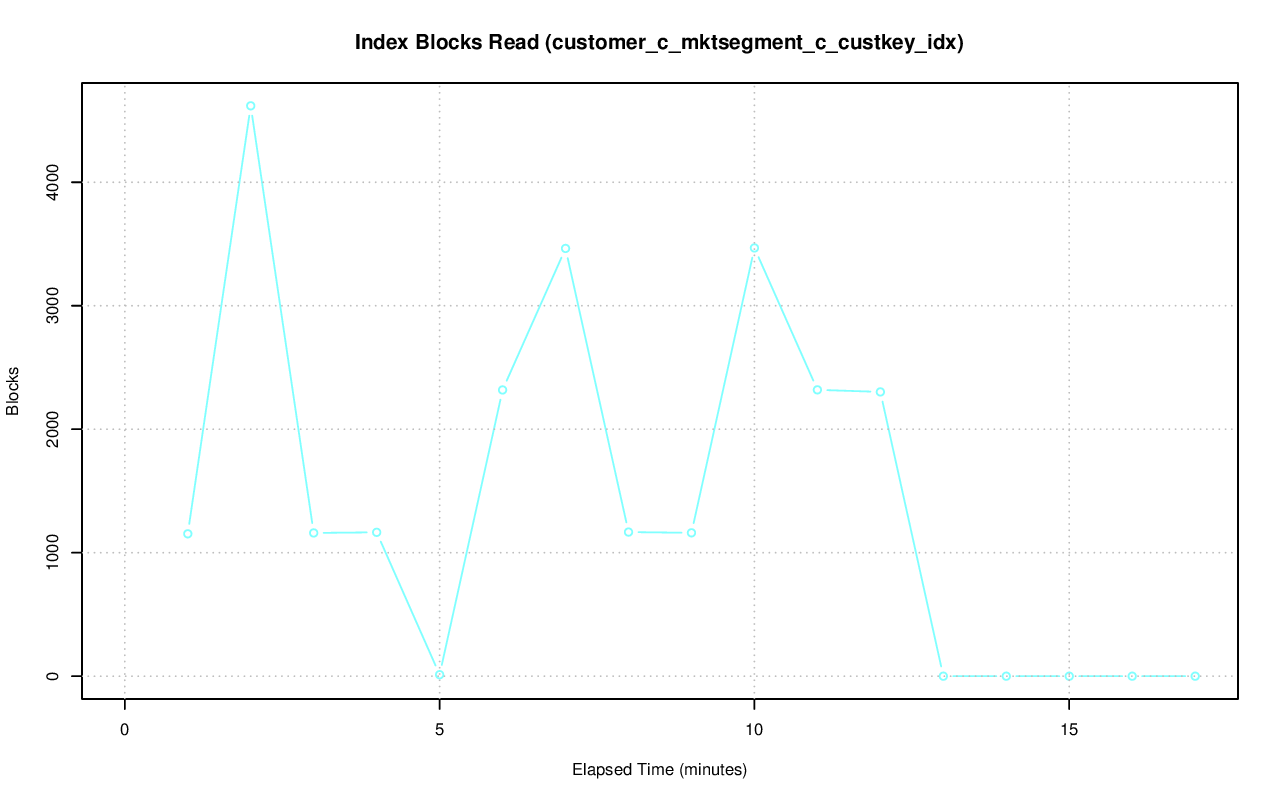 Index Blocks Read (customer_c_mktsegment_c_custkey_idx)
Blocks
4000
3000
2000
1000
0
0 5 10 15
Elapsed Time (minutes)